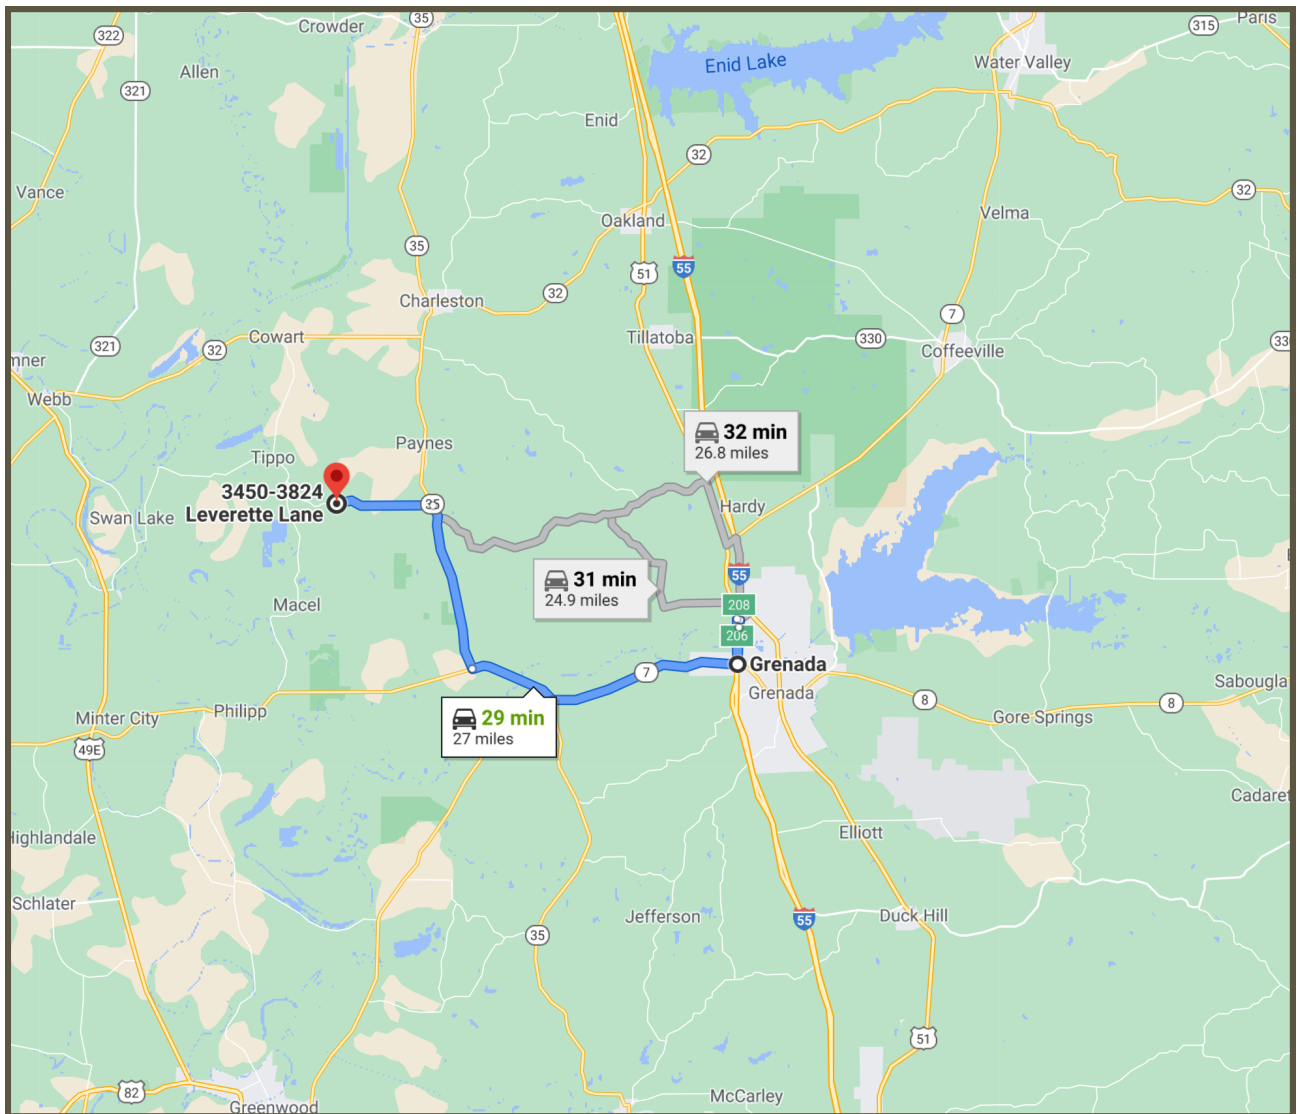 Crowder
35
322
315
Paris
Allen
321
Enid Lake
Water Valley
Enid
32
Vance
32
Oakland
Velma
35
51
55
Charleston
32
7
321
32
Cowart
Tillatoba
330
Coffeeville
Webb
32 min
26.8 miles
Paynes
Tippo
3450-3824
Leverette Lane
35
Hardy
Swan Lake
31 min
24.9 miles
55
208
Macel
206
Grenada
7
Grenada
8
8
Minter City
Philipp
29 min
27 miles
Gore Springs
49E
Elliott
Schlater
Jefferson
55
Duck Hill
35
51
82
McCarley
Greenwood